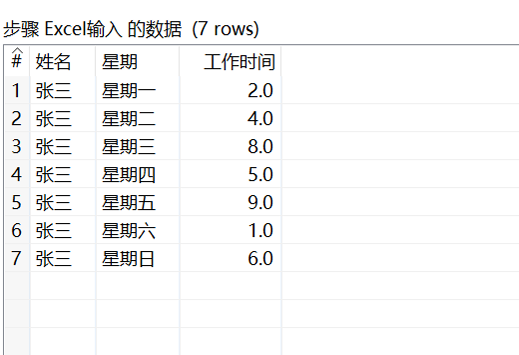 步骤 Excel输入 的数据 (7 rows)
# 姓名 星期 工作时间
1 张三 星期一 2.0
2 张三 星期二 4.0
3 张三 星期三 8.0
4 张三 星期四 5.0
5 张三 星期五 9.0
6 张三 星期六 1.0
7 张三 星期日 6.0